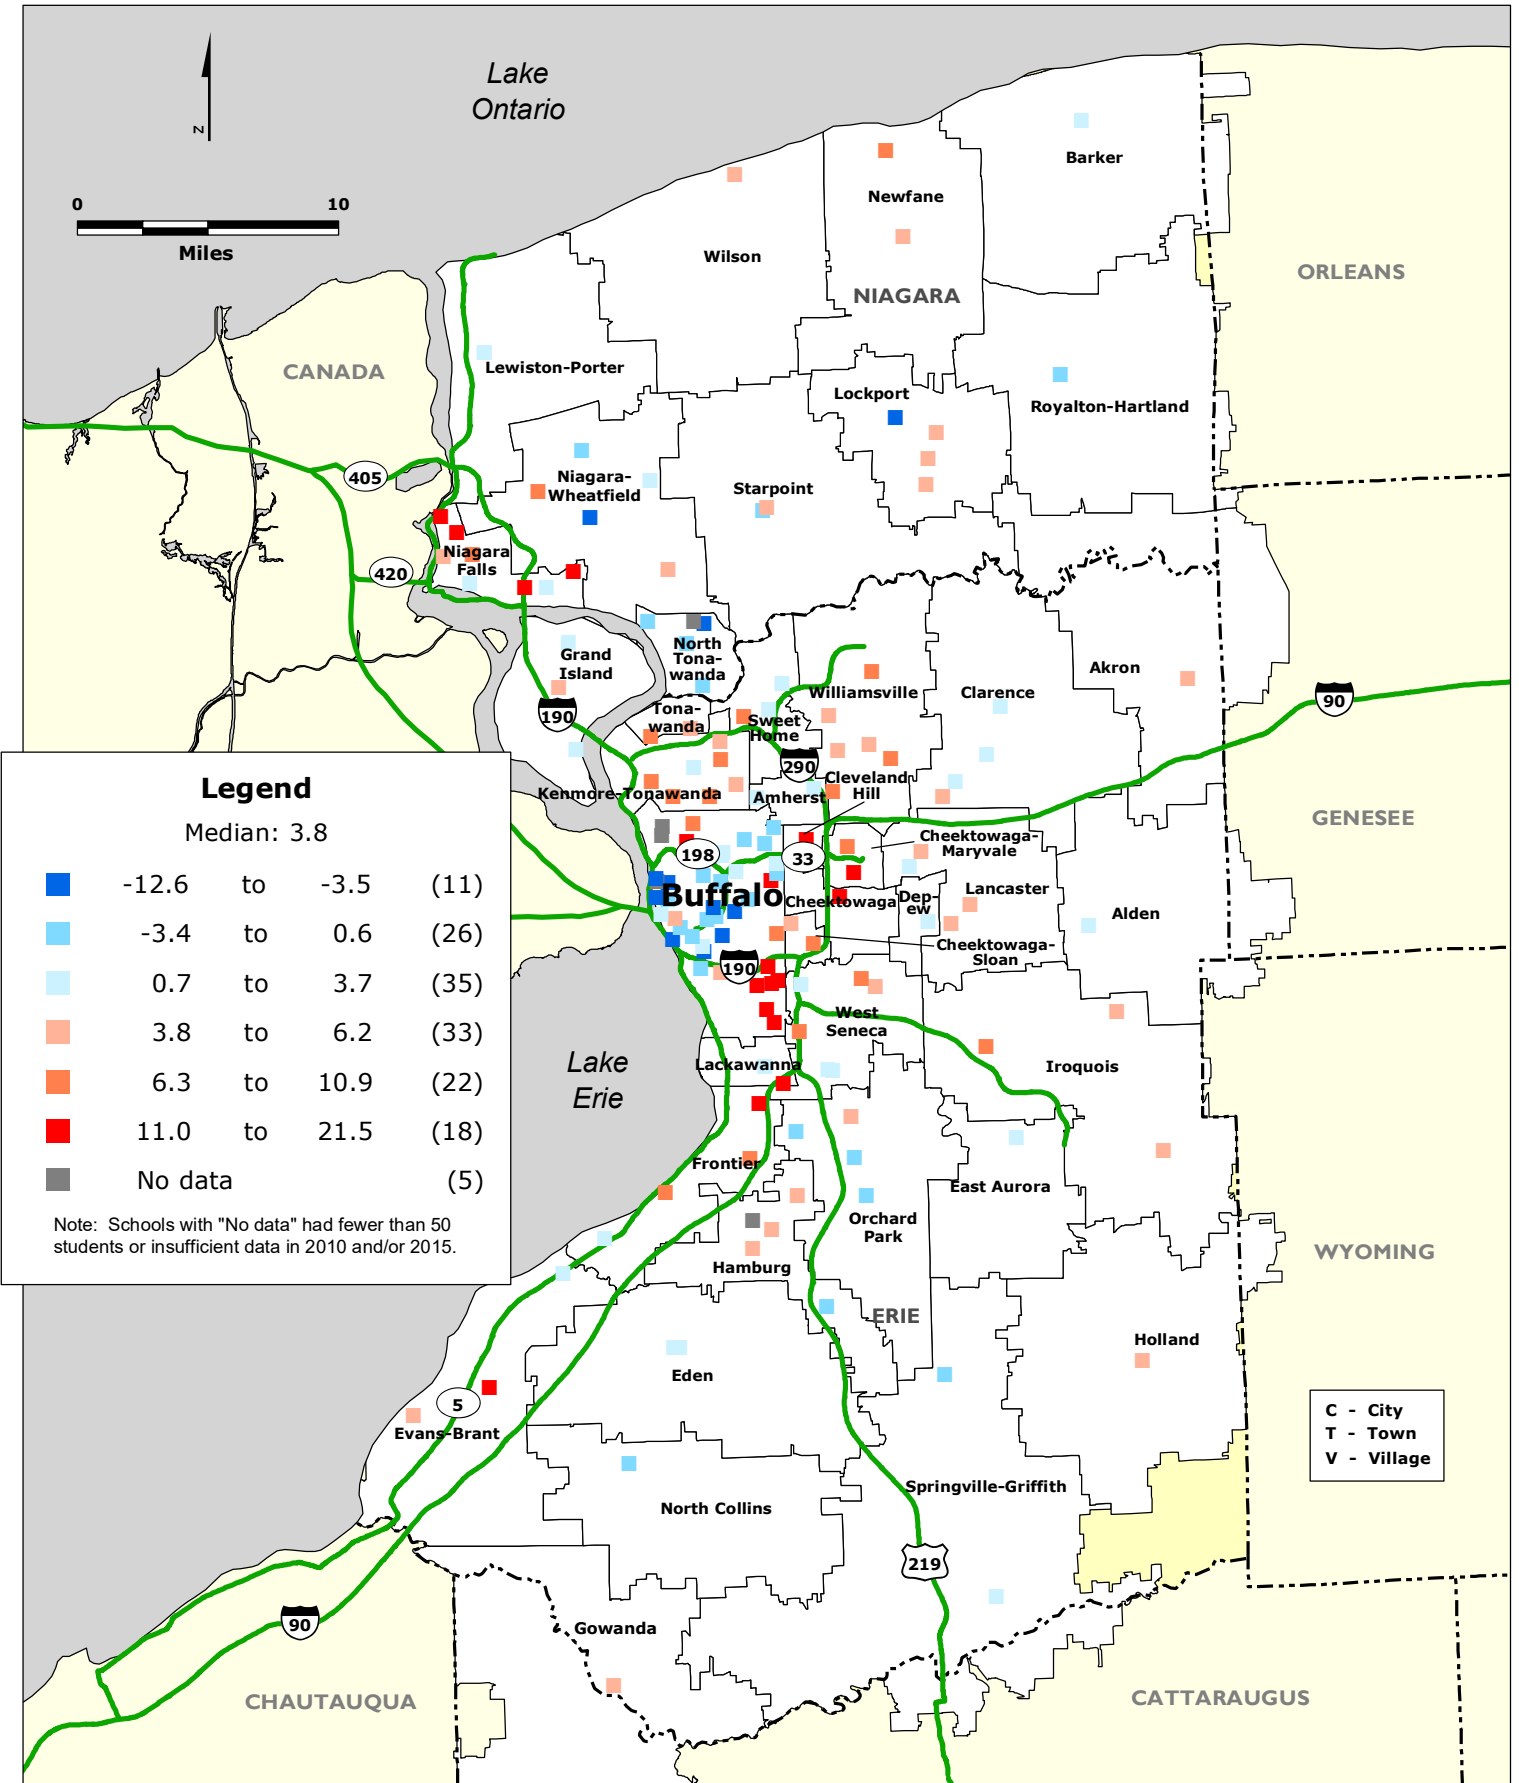 Lake
Ontario
N
0 10
Miles
Barker
Newfane
Wilson
NIAGARA
ORLEANS
CANADA
Lewiston-Porter
Lockport
Royalton-Hartland
405
Niagara-
Wheatfield
Starpoint
Niagara
Falls
420
North
Tona-
wanda
Grand
Island
Akron
Williamsville
Clarence
90
190
Tona-
wanda
Sweet
Home
290
Cleveland
Hill
Kenmore-Tonawanda
Amherst
GENESEE
Cheektowaga-
Maryvale
198
33
Buffalo
Cheektowaga
Dep-
ew
Lancaster
Alden
Cheektowaga-
Sloan
190
West
Seneca
Lackawanna
Iroquois
Lake
Erie
Frontier
East Aurora
Orchard
Park
Hamburg
WYOMING
ERIE
Holland
Eden
5
Evans-Brant
North Collins
Springville-Griffith
219
90
Gowanda
CHAUTAUQUA
CATTARAUGUS
Legend
Median: 3.8
-12.6 to -3.5 (11)
-3.4 to 0.6 (26)
0.7 to 3.7 (35)
3.8 to 6.2 (33)
6.3 to 10.9 (22)
11.0 to 21.5 (18)
No data (5)
Note: Schools with "No data" had fewer than 50
students or insufficient data in 2010 and/or 2015.
C - City
T - Town
V - Village